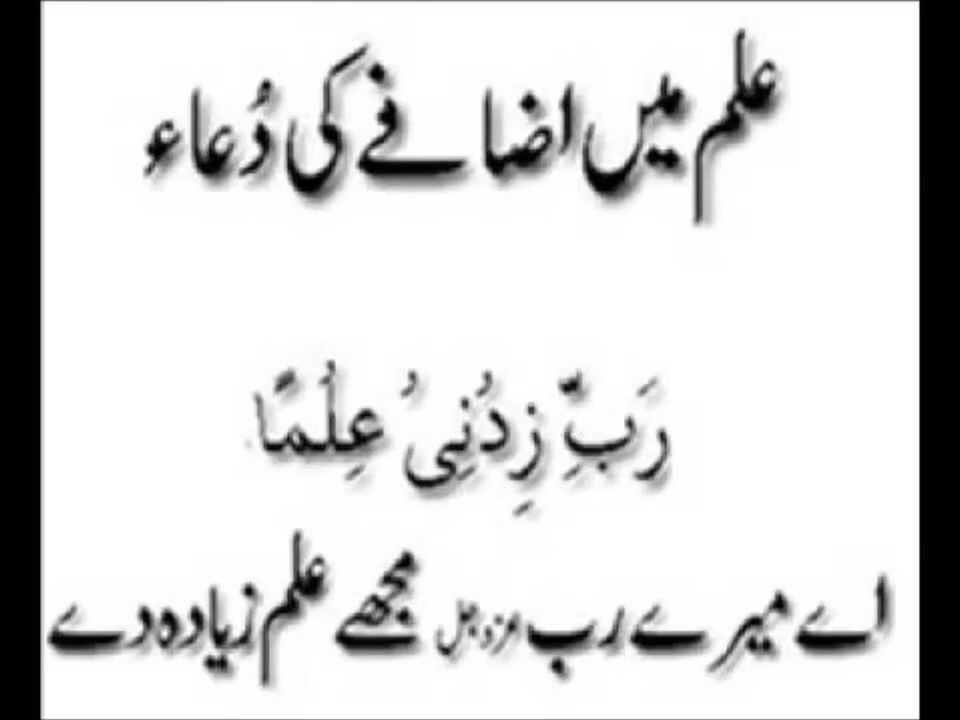 علم میں اضافے کی دُعاء
رَبِّ زِدْنِیْ عِلْمًا
اے میرے رب عزوجل مجھے علم زیادہ دے